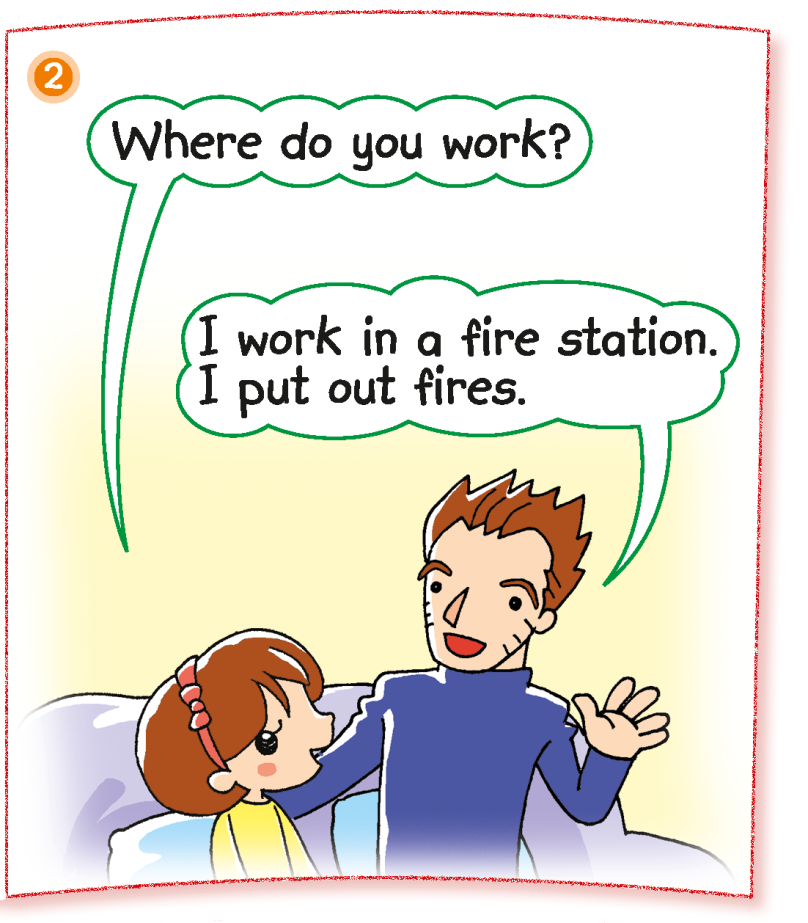 2
Where do you work?
I work in a fire station.
I put out fires.